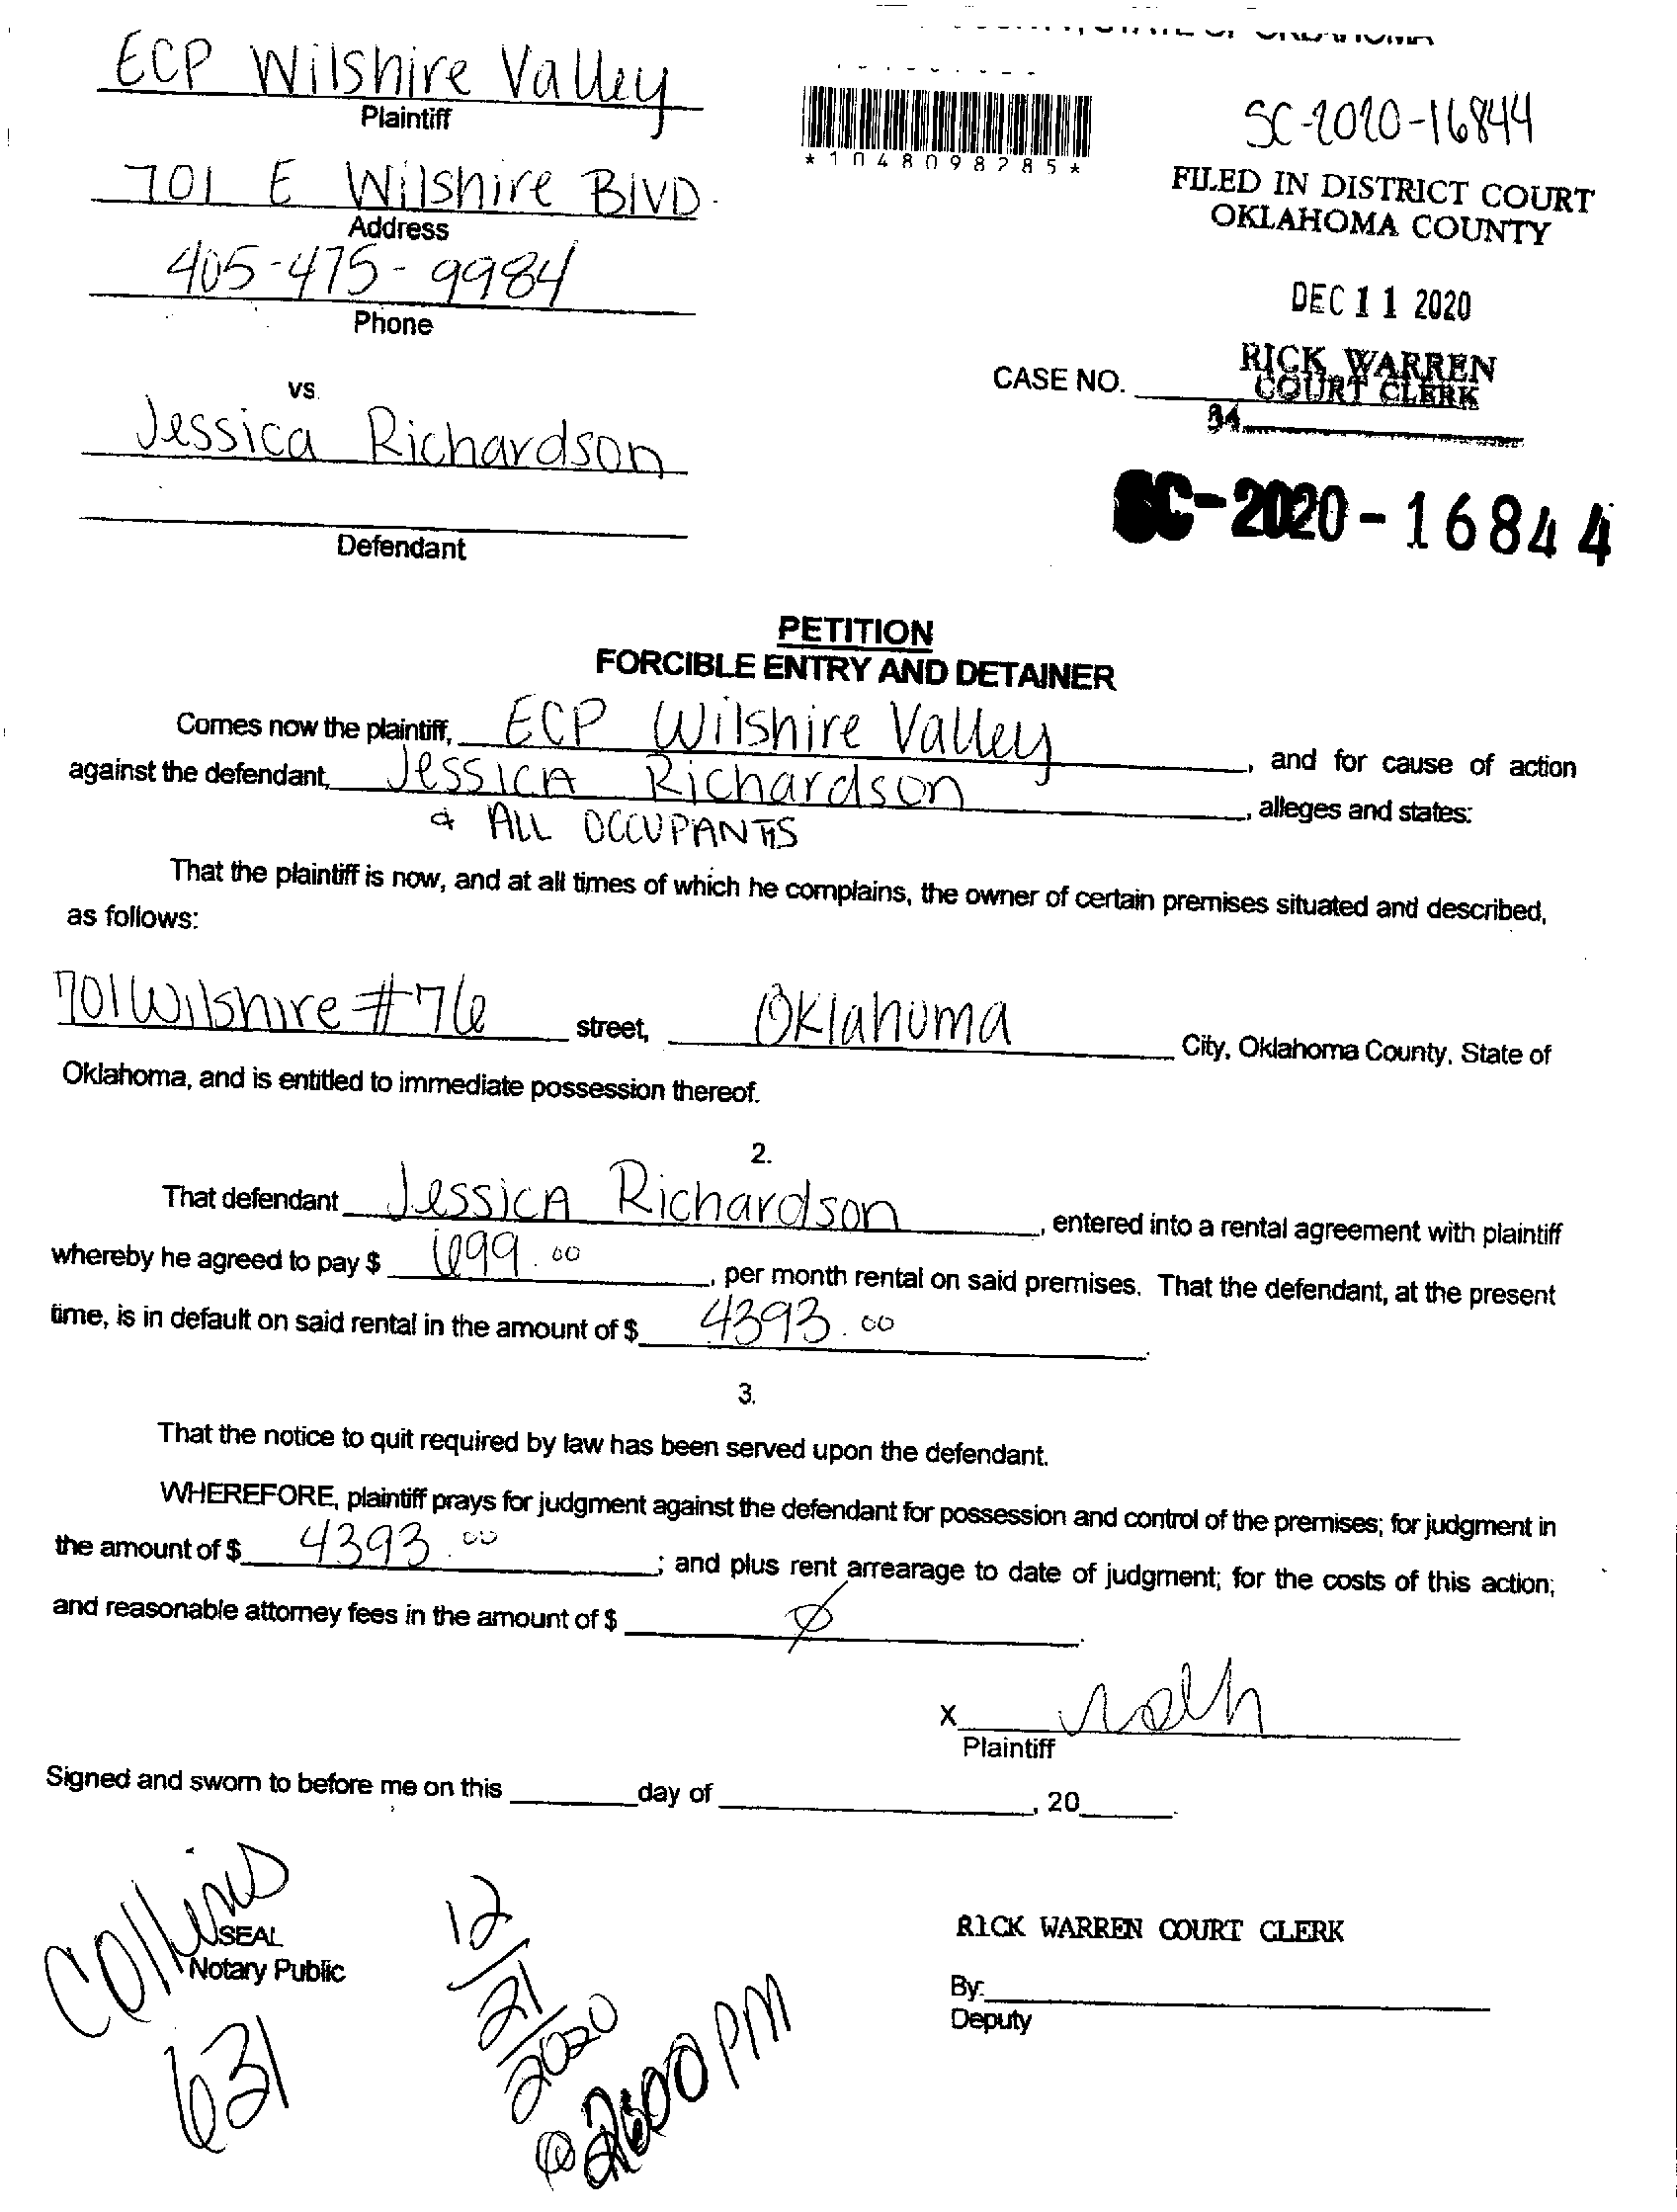 ECP Wilshire Valley
Plaintiff
701 E Wilshire BLVD.
Address
405-475-9984
Phone
vs.
Jessica Richardson
Defendant
*1048098285*
SC-2020-16844
FILED IN DISTRICT COURT
OKLAHOMA COUNTY
DEC 11 2020
RICK WARREN
COURT CLERK
CASE NO.
34
SC-2020-16844
PETITION
FORCIBLE ENTRY AND DETAINER
Comes now the plaintiff, ECP Wilshire Valley, and for cause of action
against the defendant, Jessica Richardson, alleges and states:
& ALL OCCUPANTS
That the plaintiff is now, and at all times of which he complains, the owner of certain premises situated and described,
as follows:
701 Wilshire #76 street, Oklahoma City, Oklahoma County, State of
Oklahoma, and is entitled to immediate possession thereof.
2.
That defendant Jessica Richardson, entered into a rental agreement with plaintiff
whereby he agreed to pay $ 699.00, per month rental on said premises. That the defendant, at the present
time, is in default on said rental in the amount of $ 4393.00.
3.
That the notice to quit required by law has been served upon the defendant.
WHEREFORE, plaintiff prays for judgment against the defendant for possession and control of the premises; for judgment in
the amount of $ 4393.00; and plus rent arrearage to date of judgment; for the costs of this action;
and reasonable attorney fees in the amount of $ Ø.
X
Plaintiff
Signed and sworn to before me on this day of , 20 .
Collins
SEAL
Notary Public
631
12/21/2020
@ 2:00 PM
RICK WARREN COURT CLERK
By:
Deputy